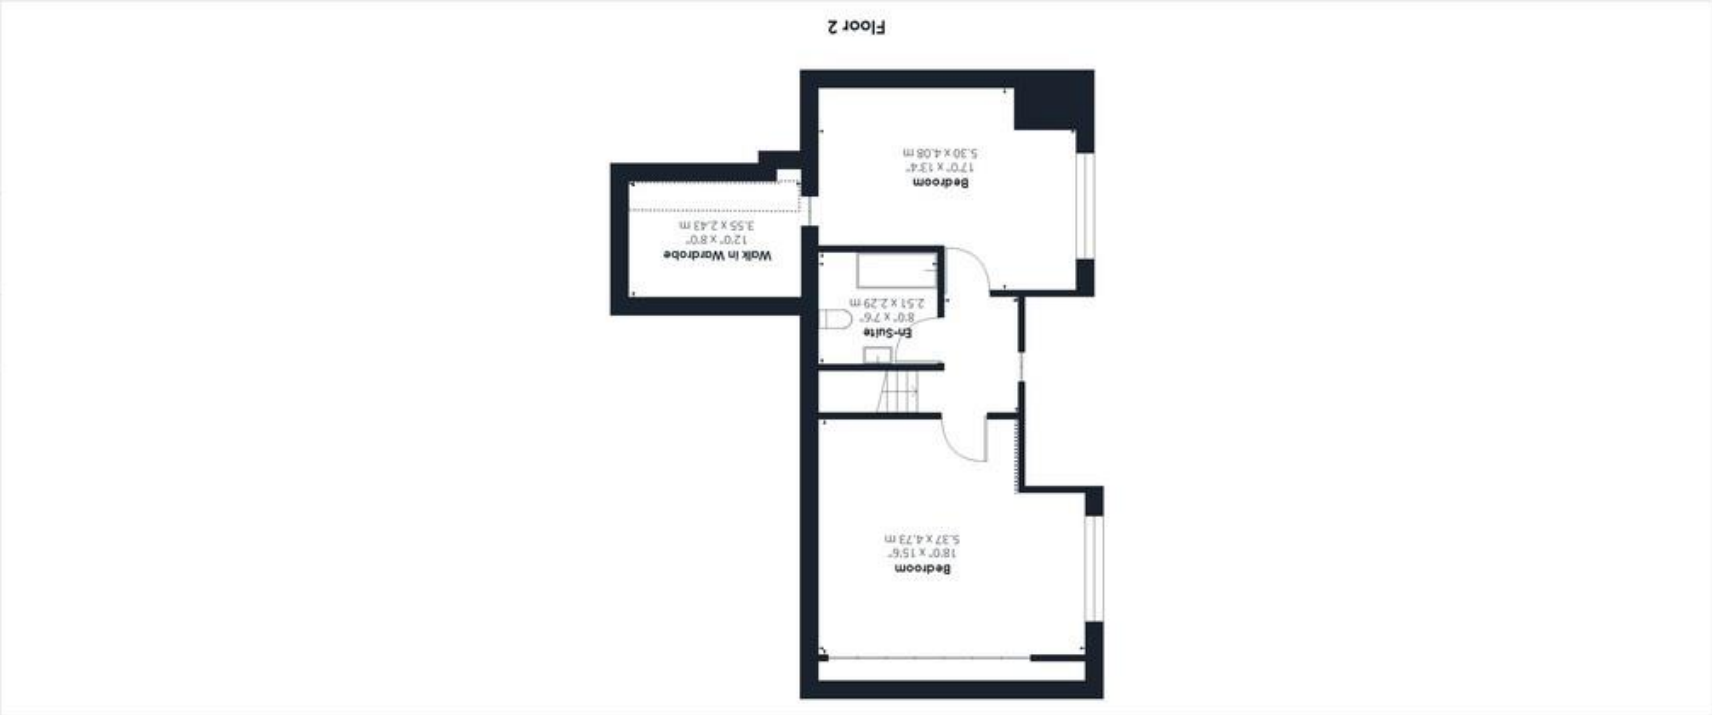 Bedroom
18'0" x 15'6"
5.37 x 4.73 m
En-Suite
8'0" x 7'6"
2.51 x 2.29 m
Walk in Wardrobe
12'0" x 8'0"
3.55 x 2.43 m
Bedroom
17'0" x 13'4"
5.30 x 4.08 m
Floor 2